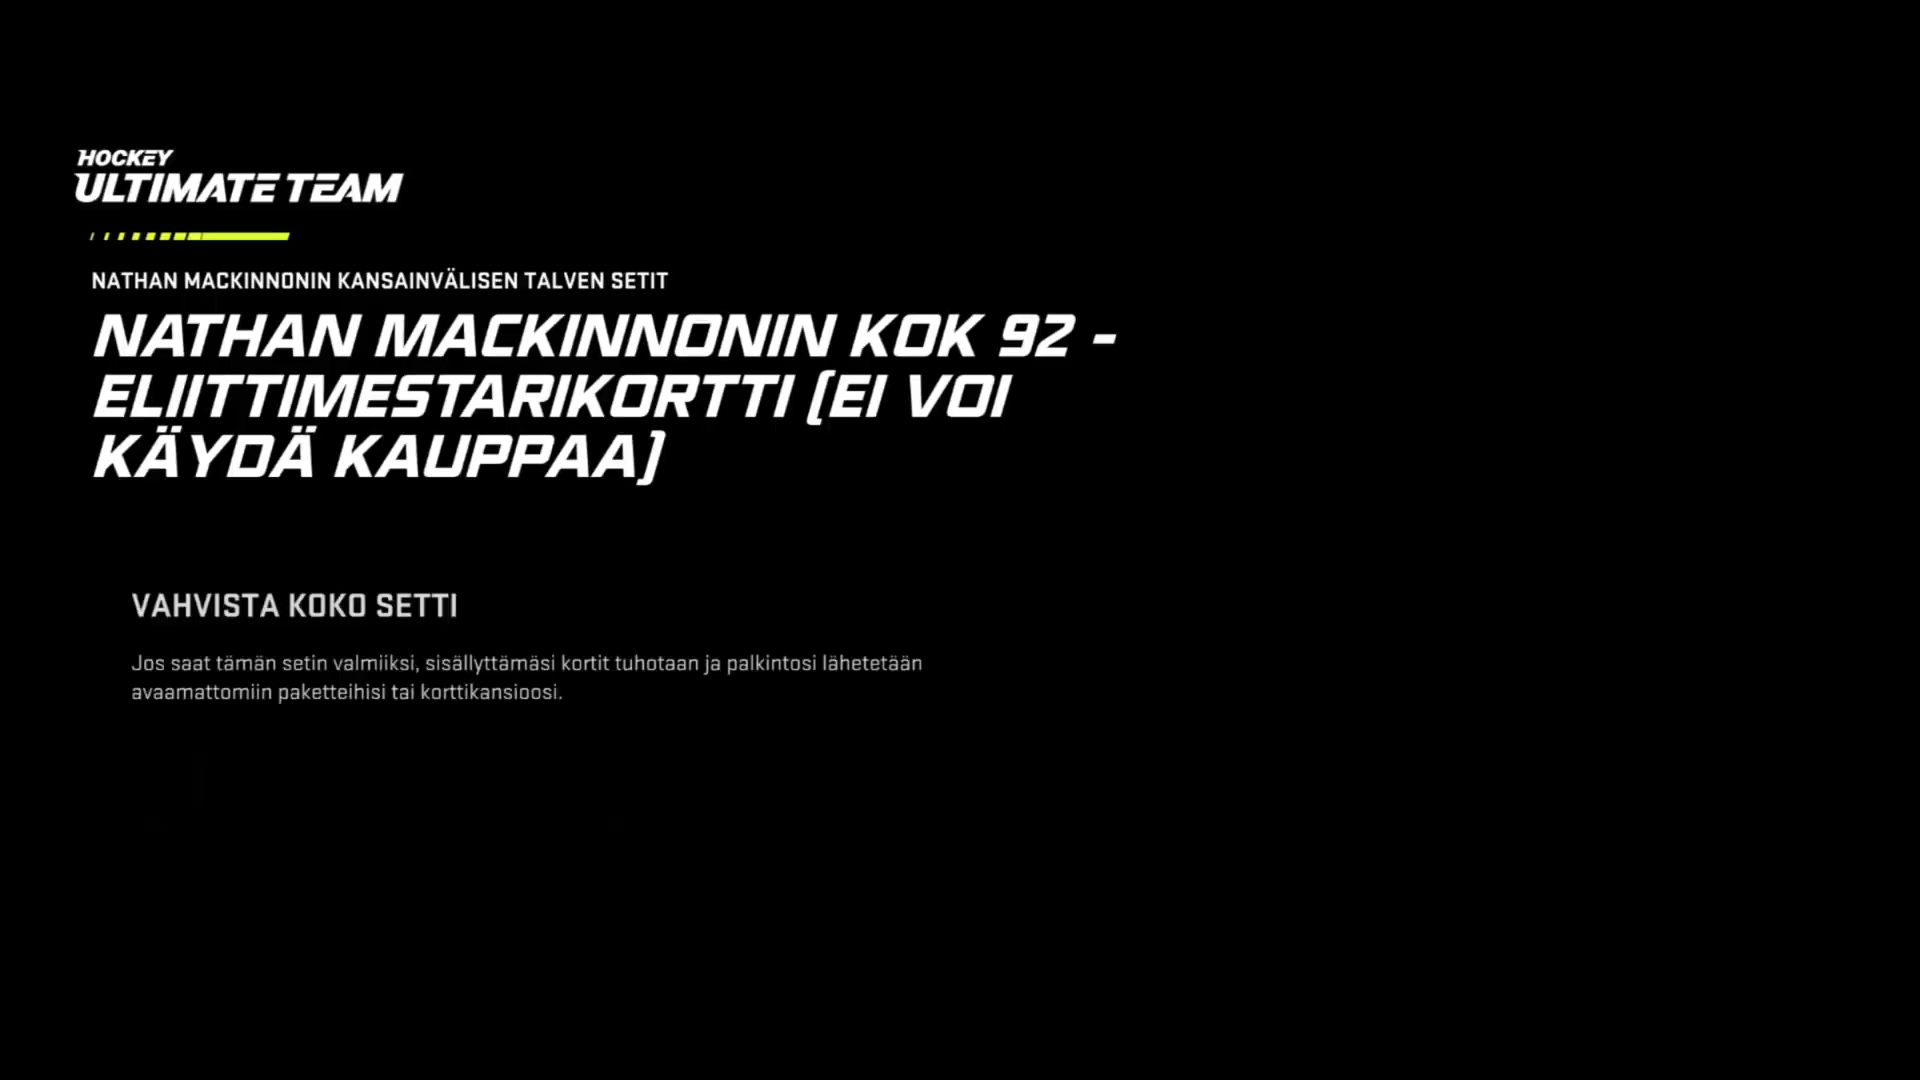 HOCKEY
ULTIMATE TEAM
NATHAN MACKINNONIN KANSAINVÄLISEN TALVEN SETIT
NATHAN MACKINNONIN KOK 92 -
ELIITTIMESTARIKORTTI (EI VOI
KÄYDÄ KAUPPAA)
VAHVISTA KOKO SETTI
Jos saat tämän setin valmiiksi, sisällyttämäsi kortit tuhotaan ja palkintosi lähetetään
avaamattomiin paketteihisi tai korttikansioosi.